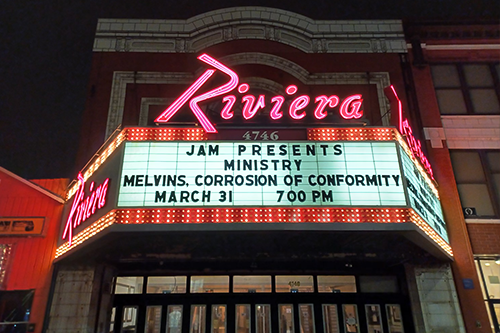 Riviera
4746
JAM PRESENTS
MINISTRY
MELVINS, CORROSION OF CONFORMITY
MARCH 31 7 00 PM
Riviera
Riviera